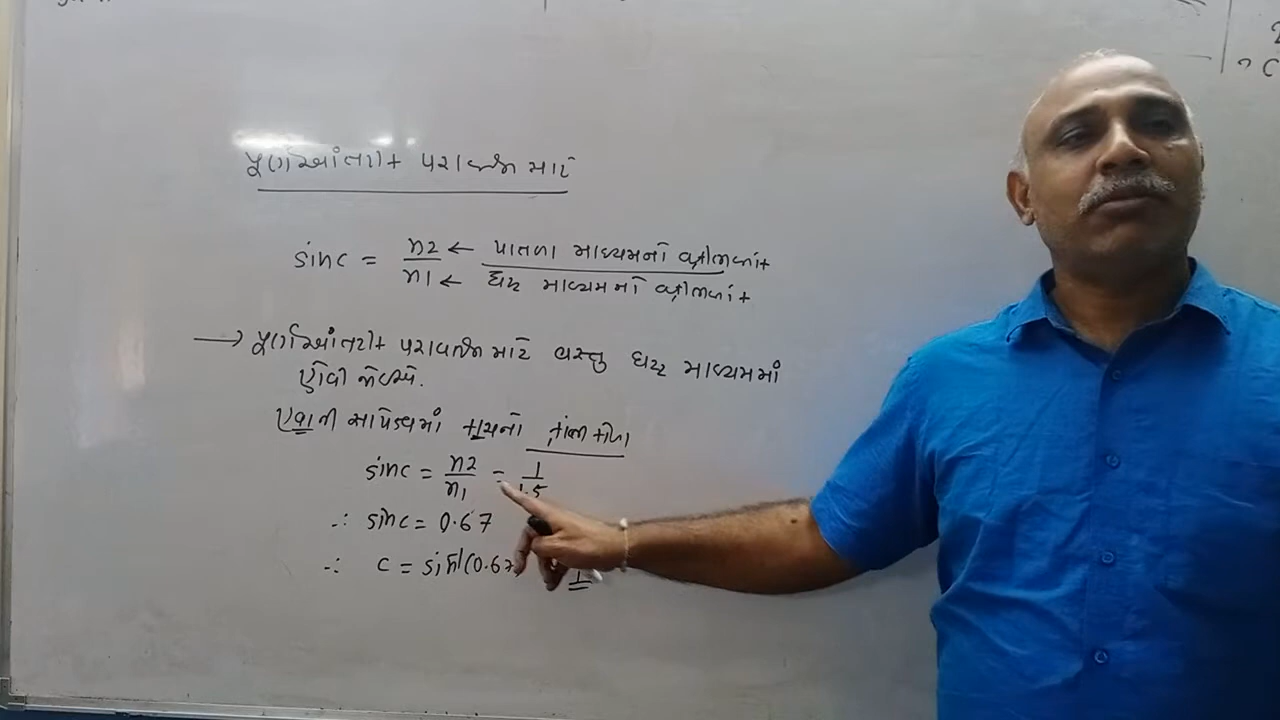 પૂર્ણઆંતરીક પરાવર્તન માટે
sinc = n2 ← પાતળા માધ્યમનો વક્રીભવનાંક
n1 ← ઘટ્ટ માધ્યમનો વક્રીભવનાંક
→ પૂર્ણઆંતરીક પરાવર્તન માટે વસ્તુ ઘટ્ટ માધ્યમમાં
હોવી જોઇએ.
હવાની સાપેક્ષમાં કાચનો ક્રાંતીકોણ
sinc = n2/n1 = 1/1.5
∴ sinc = 0.67
∴ c = sin⁻¹(0.67